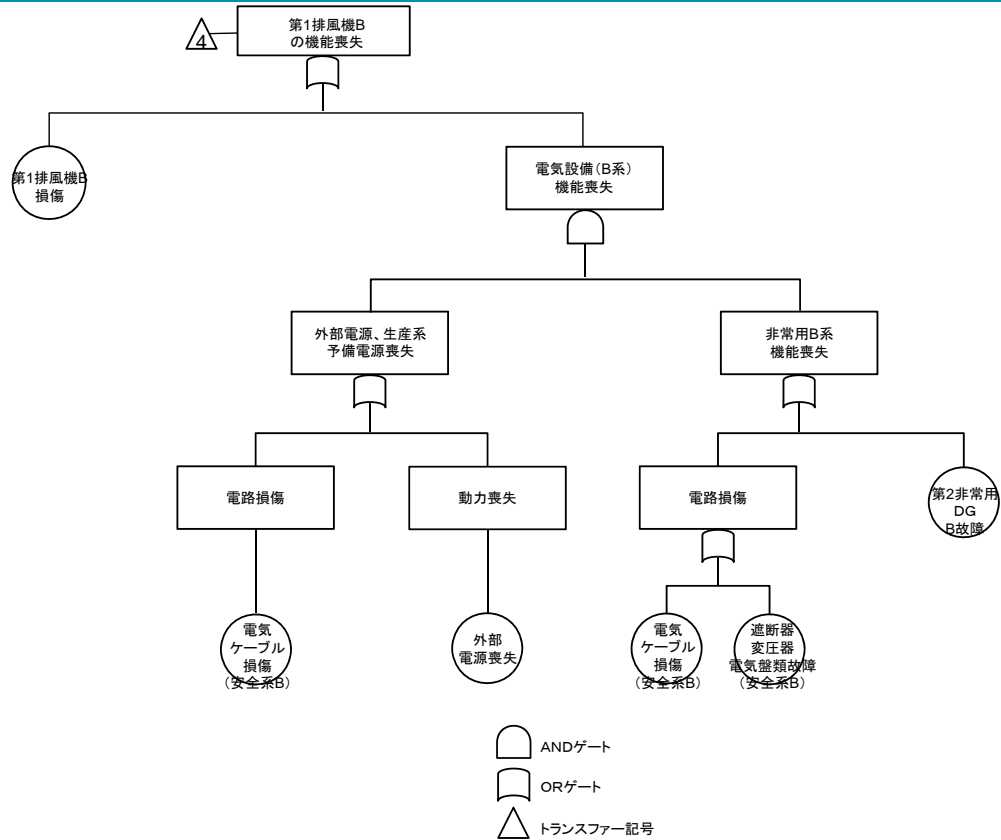 第1排風機B
の機能喪失
4
第1排風機B
損傷
電気設備(B系)
機能喪失
外部電源、生産系
予備電源喪失
非常用B系
機能喪失
電路損傷
動力喪失
電路損傷
第2非常用
DG
B故障
電気
ケーブル
損傷
(安全系B)
外部
電源喪失
電気
ケーブル
損傷
(安全系B)
遮断器
変圧器
電気盤類故障
(安全系B)
ANDゲート
ORゲート
トランスファー記号